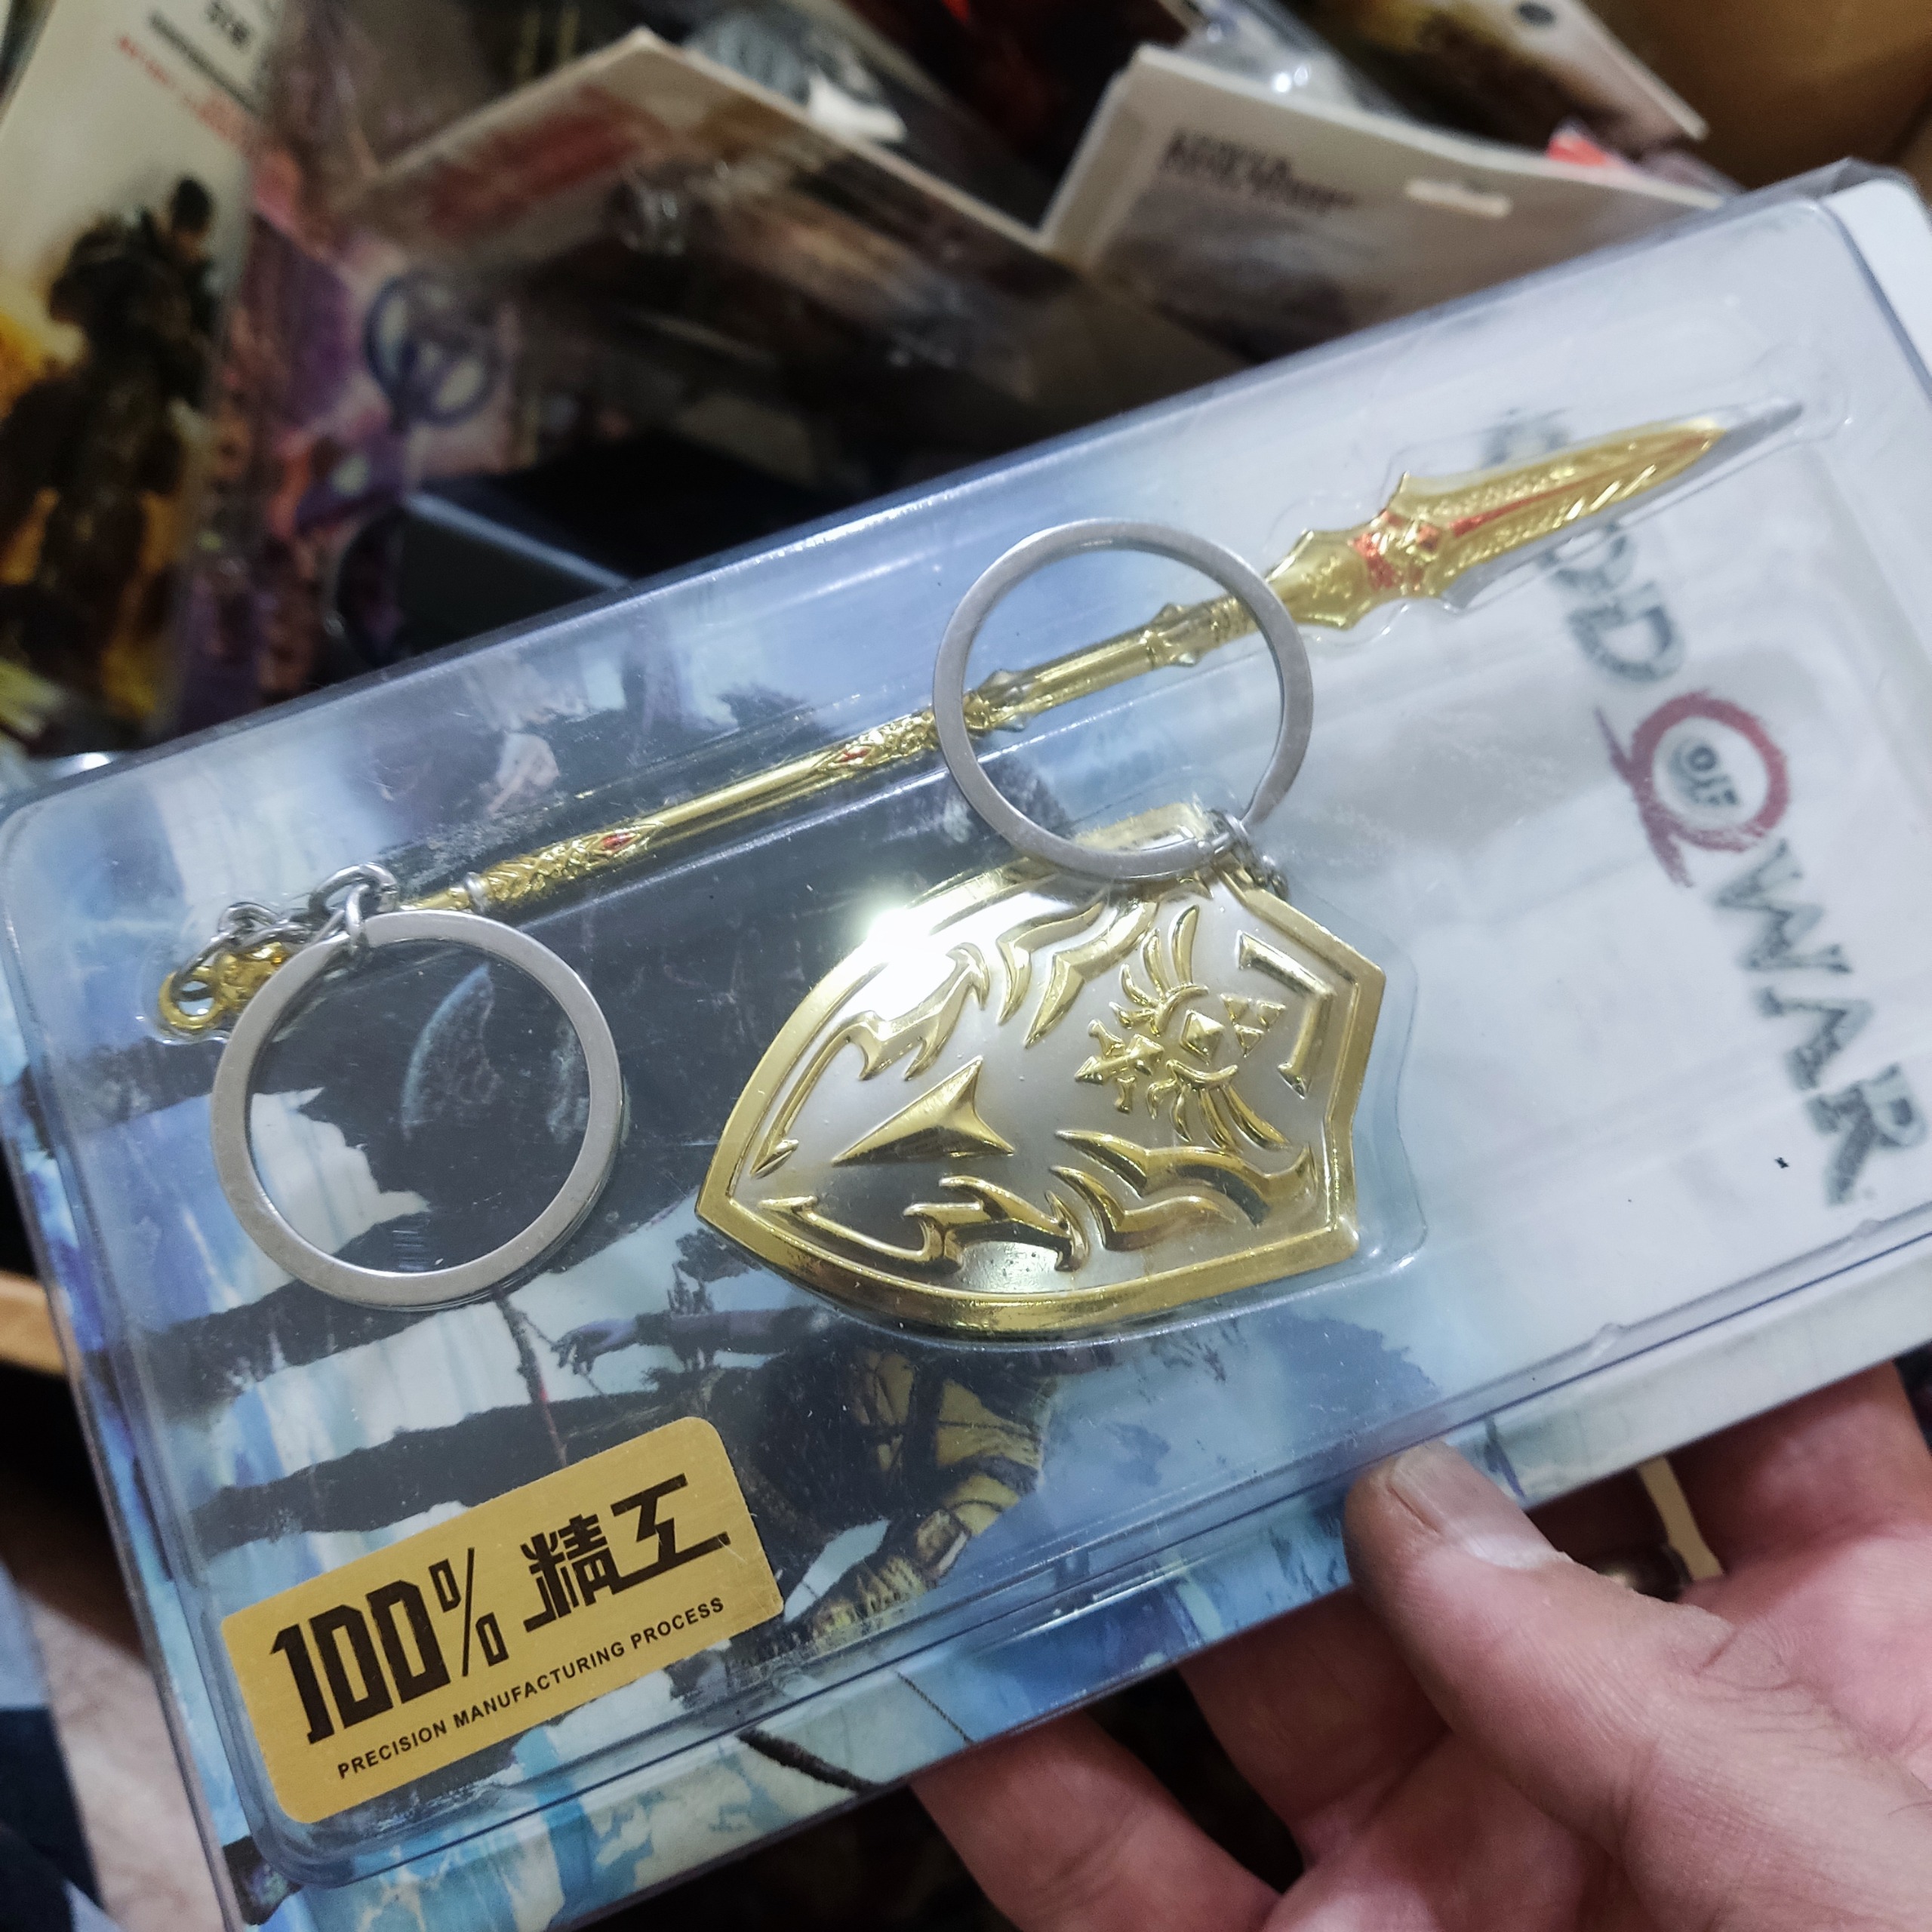 GOD
OF
WAR
100% 精工
PRECISION MANUFACTURING PROCESS